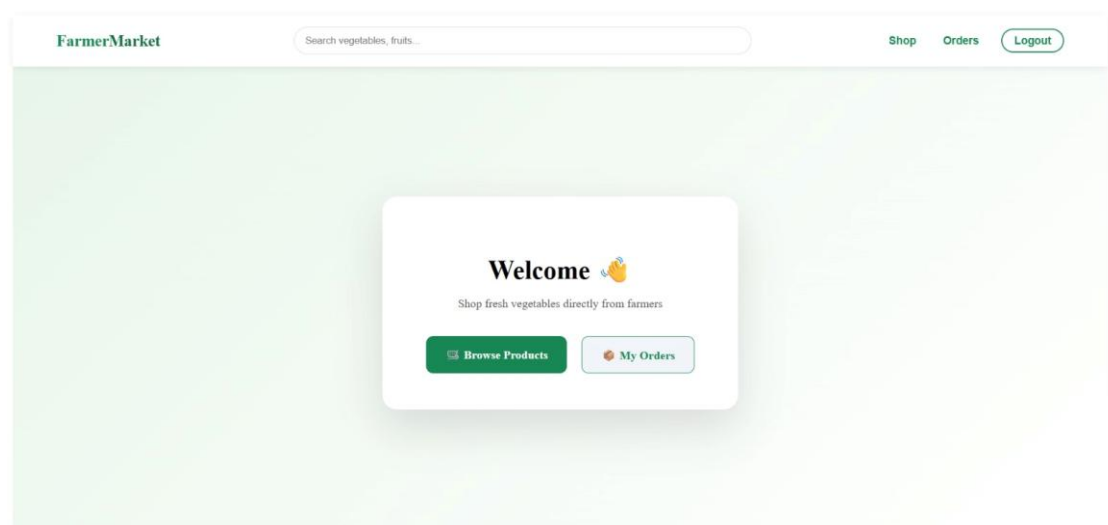 FarmerMarket
Search vegetables, fruits...
Shop
Orders
Logout
Welcome 👋
Shop fresh vegetables directly from farmers
🛒 Browse Products
📦 My Orders